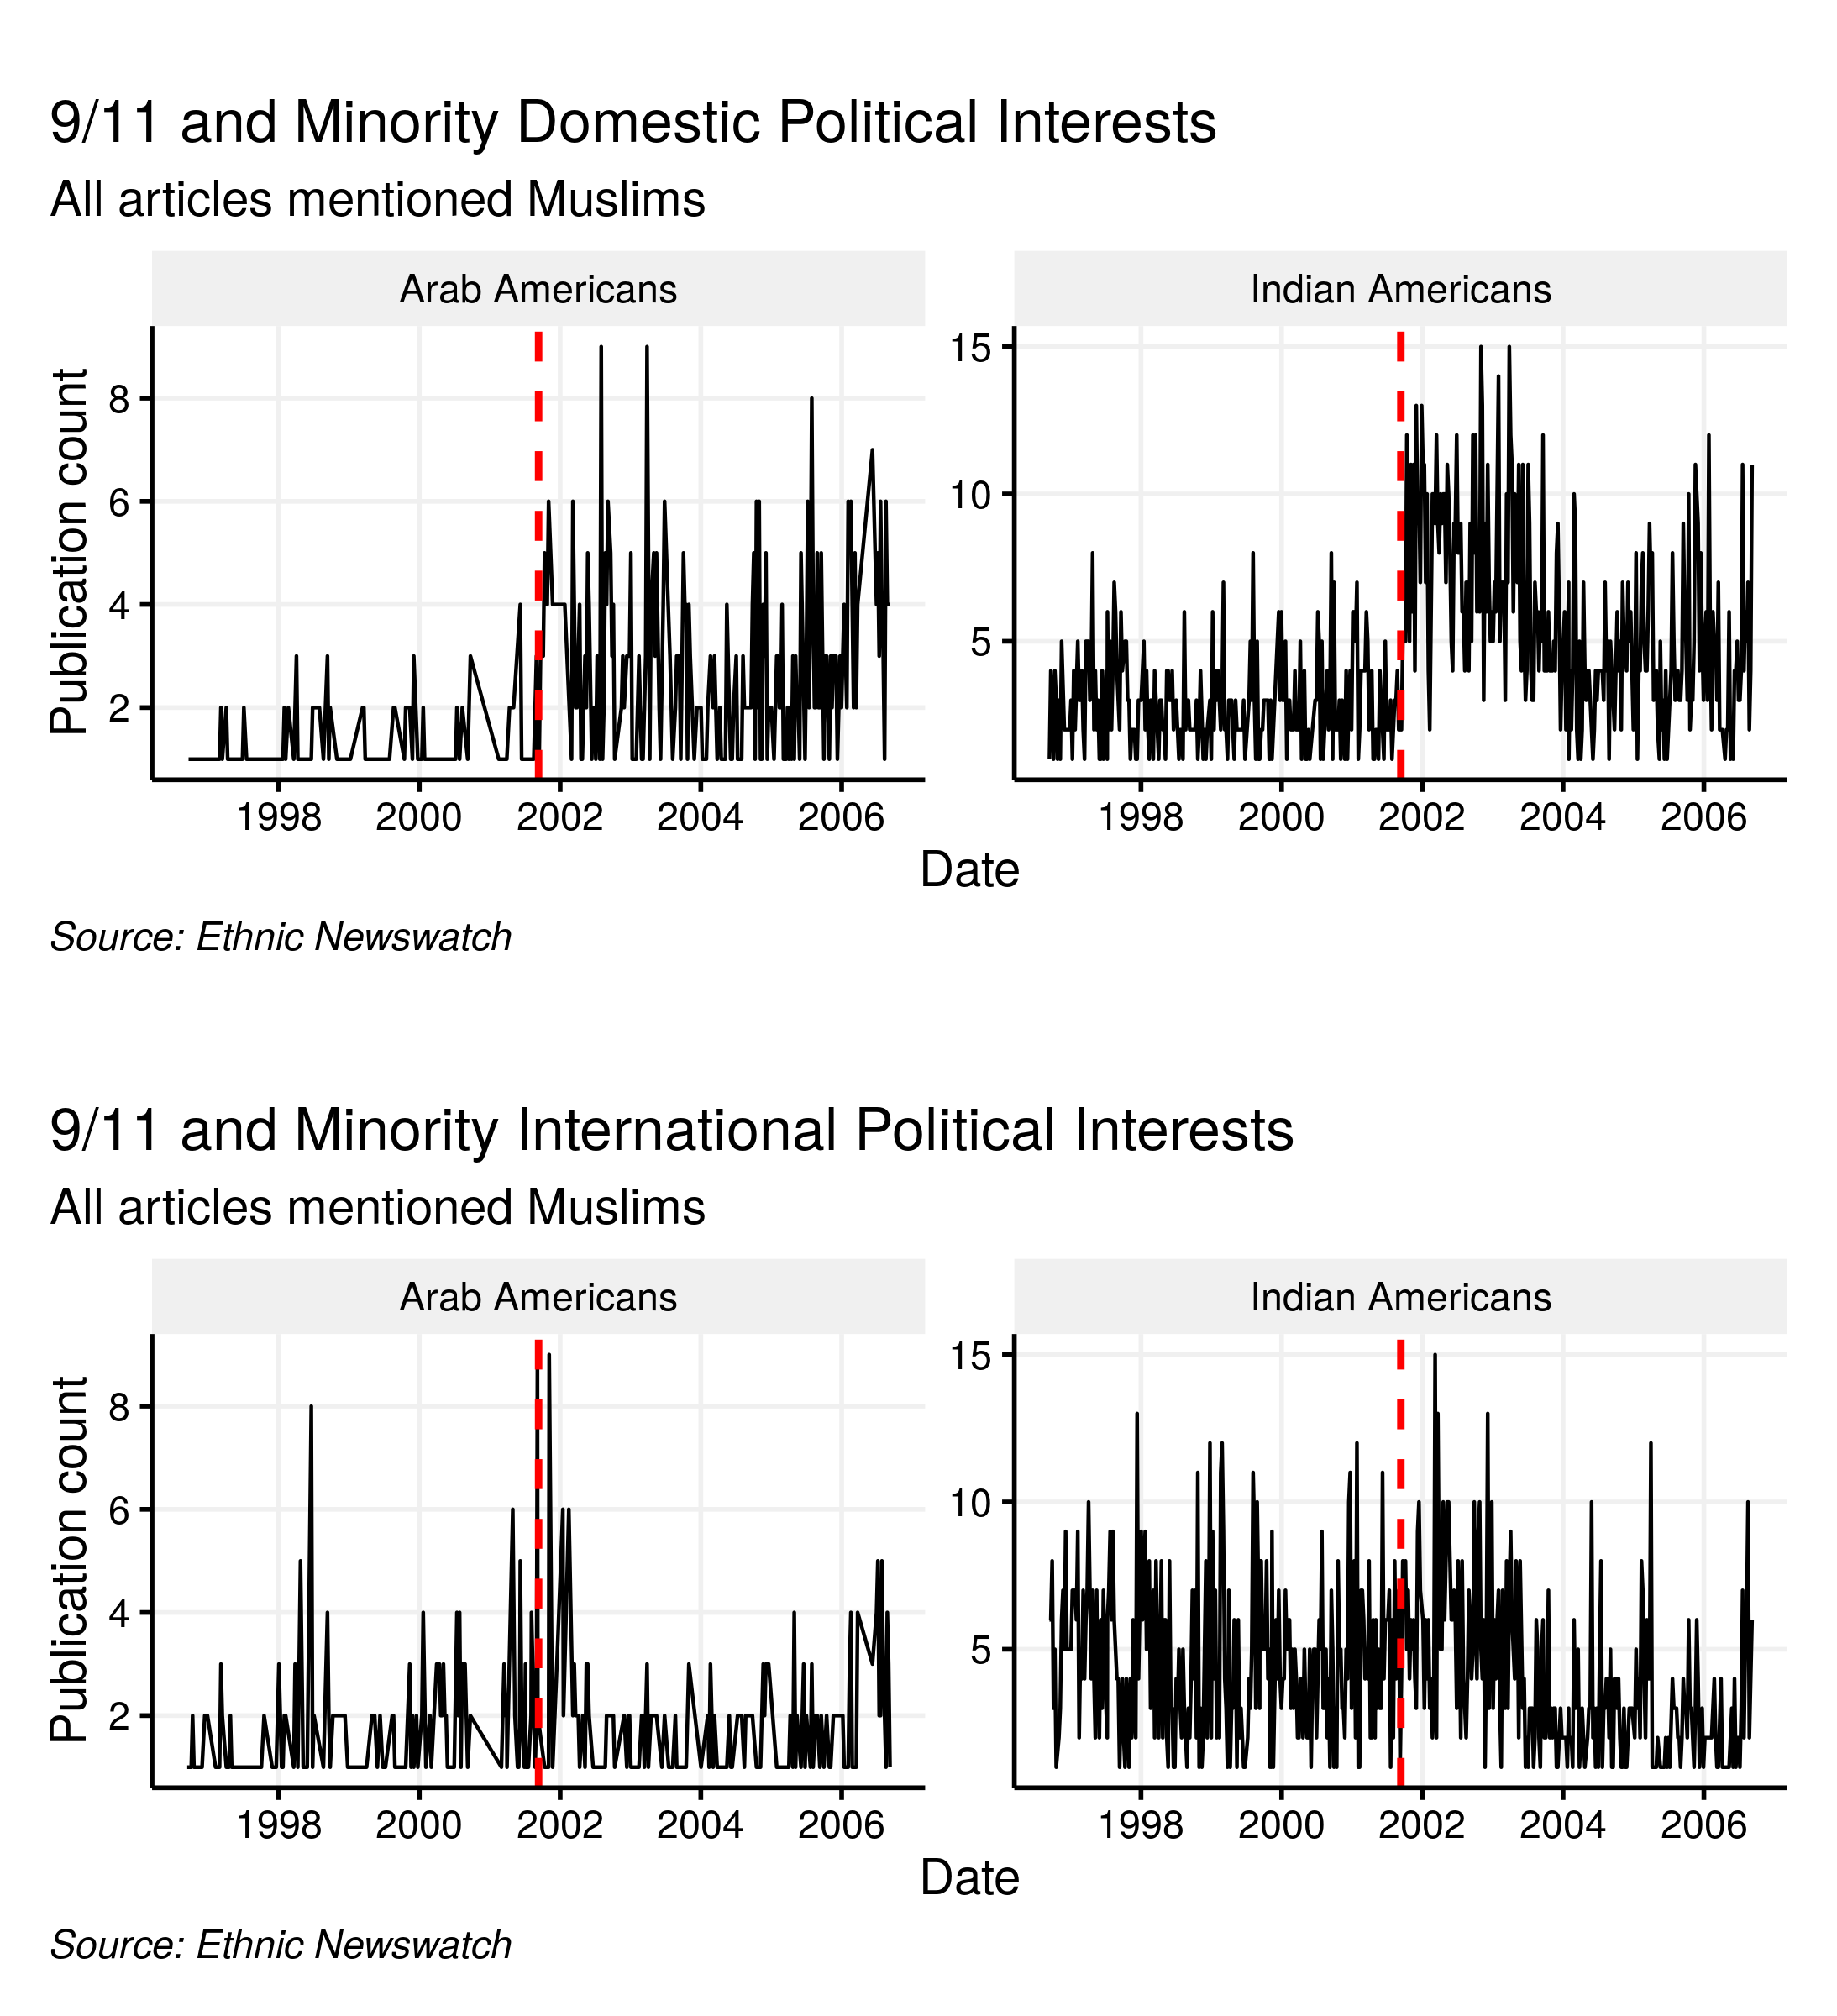 9/11 and Minority Domestic Political Interests
All articles mentioned Muslims
Arab Americans
Indian Americans
Publication count
8
6
4
2
15
10
5
1998 2000 2002 2004 2006
1998 2000 2002 2004 2006
Date
Source: Ethnic Newswatch
9/11 and Minority International Political Interests
All articles mentioned Muslims
Arab Americans
Indian Americans
Publication count
8
6
4
2
15
10
5
1998 2000 2002 2004 2006
1998 2000 2002 2004 2006
Date
Source: Ethnic Newswatch